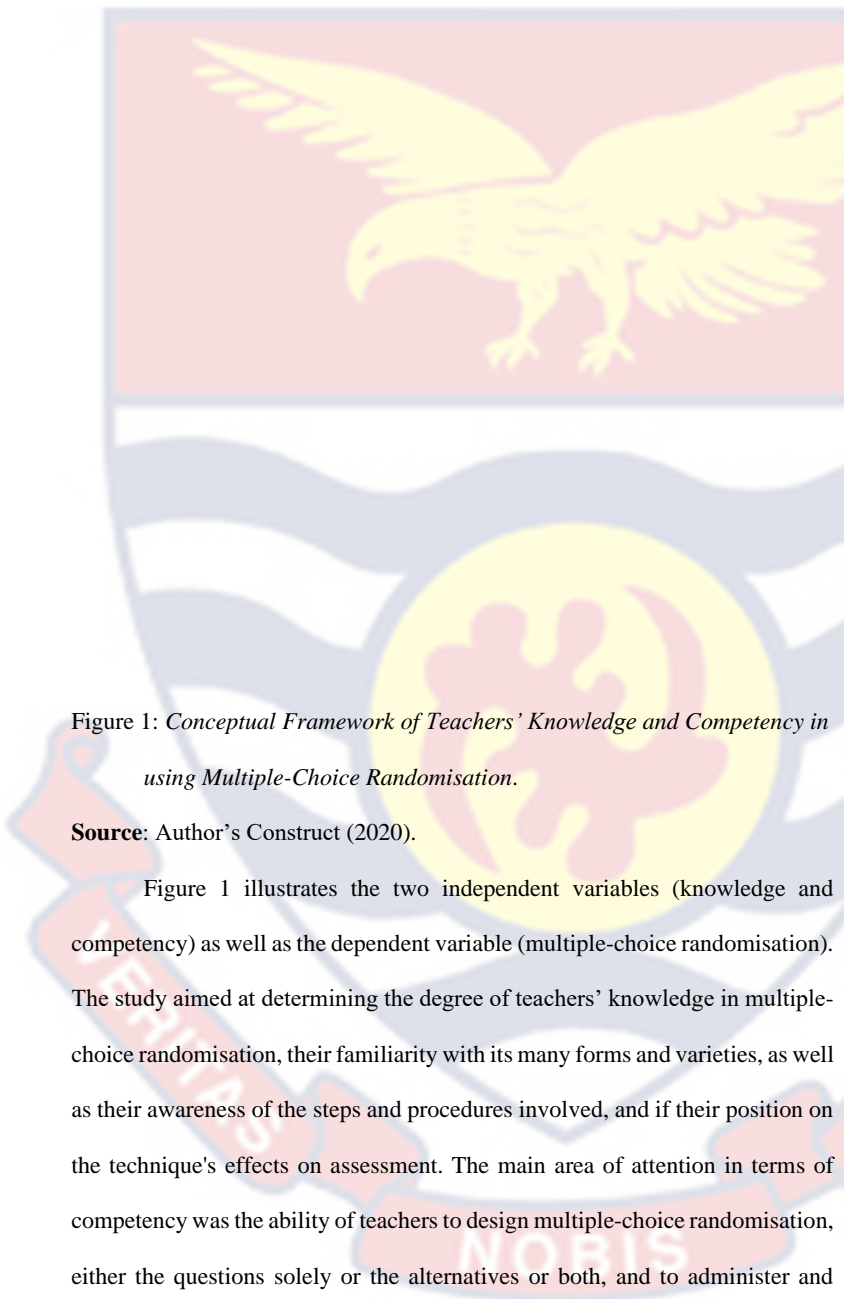 Figure 1: Conceptual Framework of Teachers' Knowledge and Competency in
using Multiple-Choice Randomisation.
Source: Author's Construct (2020).
Figure 1 illustrates the two independent variables (knowledge and
competency) as well as the dependent variable (multiple-choice randomisation).
The study aimed at determining the degree of teachers' knowledge in multiple-
choice randomisation, their familiarity with its many forms and varieties, as well
as their awareness of the steps and procedures involved, and if their position on
the technique's effects on assessment. The main area of attention in terms of
competency was the ability of teachers to design multiple-choice randomisation,
either the questions solely or the alternatives or both, and to administer and
VERITAS
NOBIS